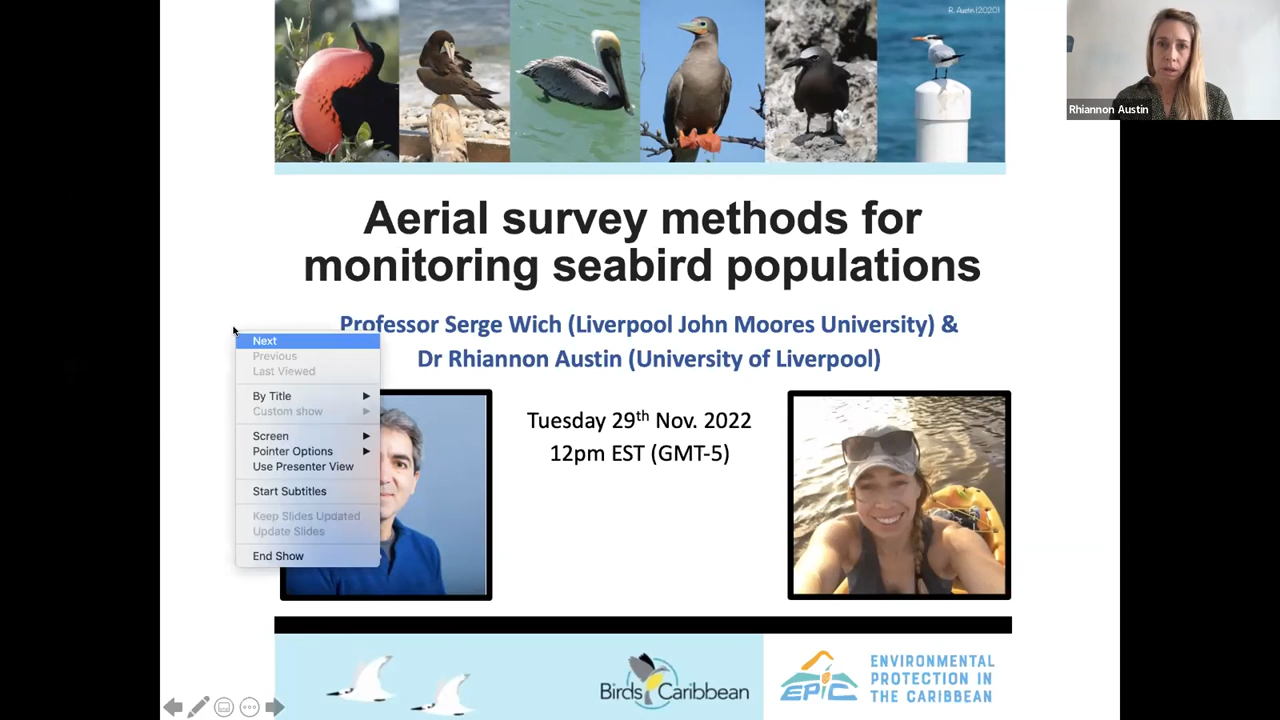 R. Austin (2020)
Rhiannon Austin
Aerial survey methods for
monitoring seabird populations
Professor Serge Wich (Liverpool John Moores University) &
Dr Rhiannon Austin (University of Liverpool)
Next
Previous
Last Viewed
By Title
Custom show
Screen
Pointer Options
Use Presenter View
Start Subtitles
Keep Slides Updated
Update Slides
End Show
Tuesday 29th Nov. 2022
12pm EST (GMT-5)
BirdsCaribbean
EPIC
ENVIRONMENTAL
PROTECTION IN
THE CARIBBEAN